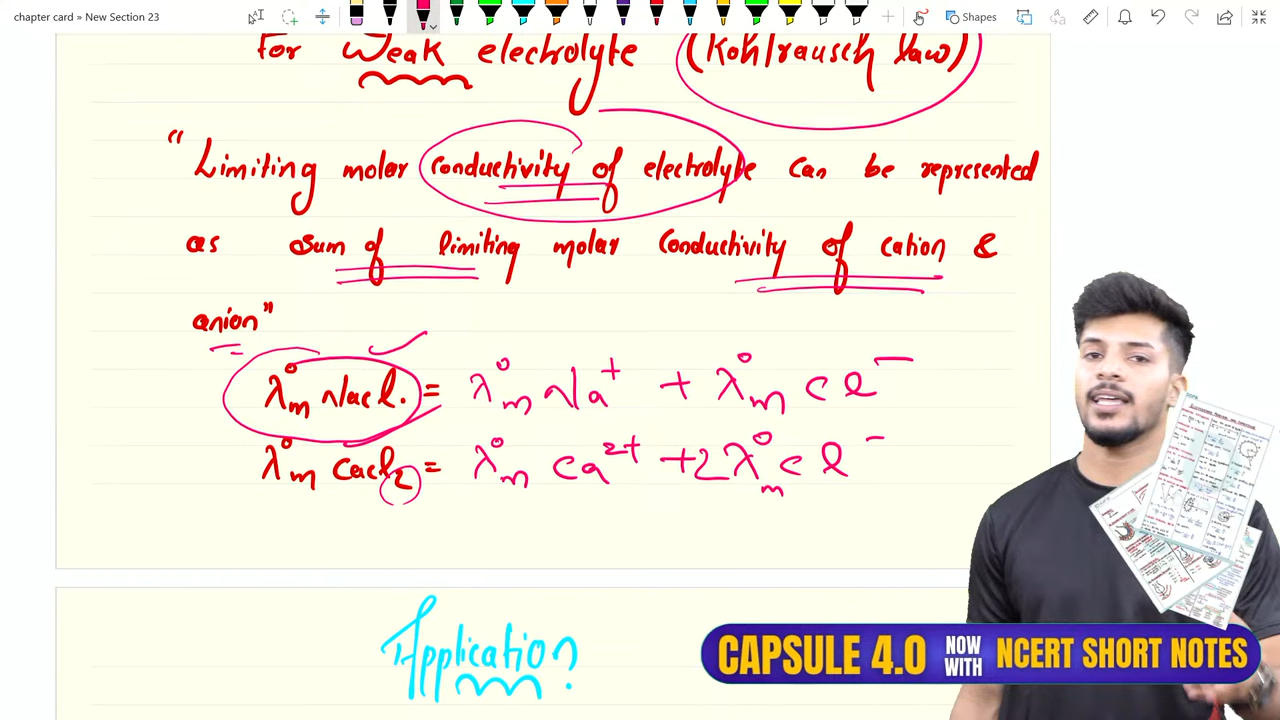 chapter card » New Section 23
Shapes
For Weak electrolyte (Kohlrausch law)
"Limiting molar conductivity of electrolyte can be represented
as sum of limiting molar conductivity of cation &
anion"
λ°m NaCl. = λ°m Na+ + λ°m Cl−
λ°m CaCl2 = λ°m Ca2+ + 2λ°m Cl−
Application:
CAPSULE 4.0 NOW WITH NCERT SHORT NOTES